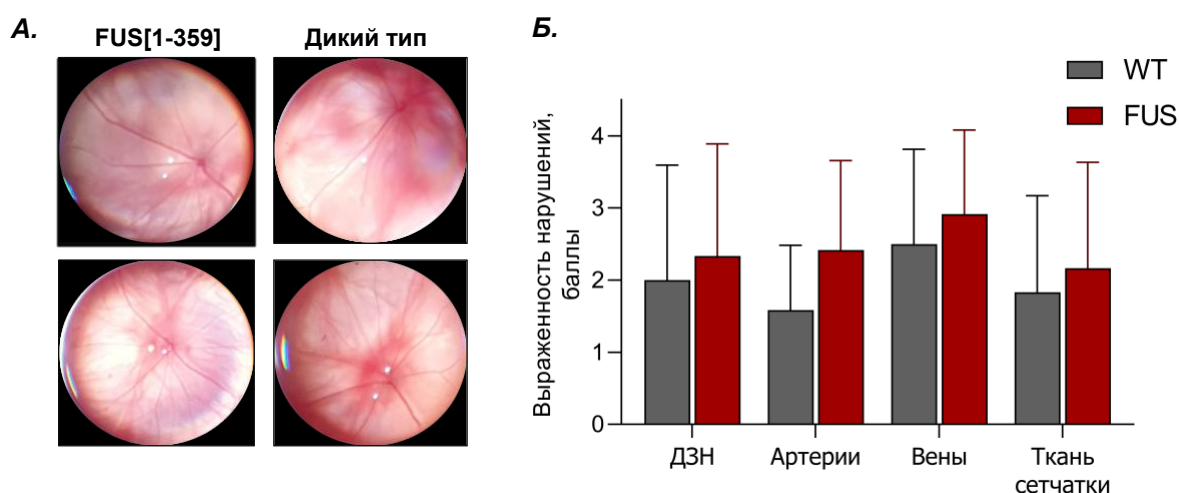 А.
FUS[1-359]
Дикий тип
Б.
WT
FUS
Выраженность нарушений,
баллы
4
3
2
1
0
ДЗН
Артерии
Вены
Ткань
сетчатки